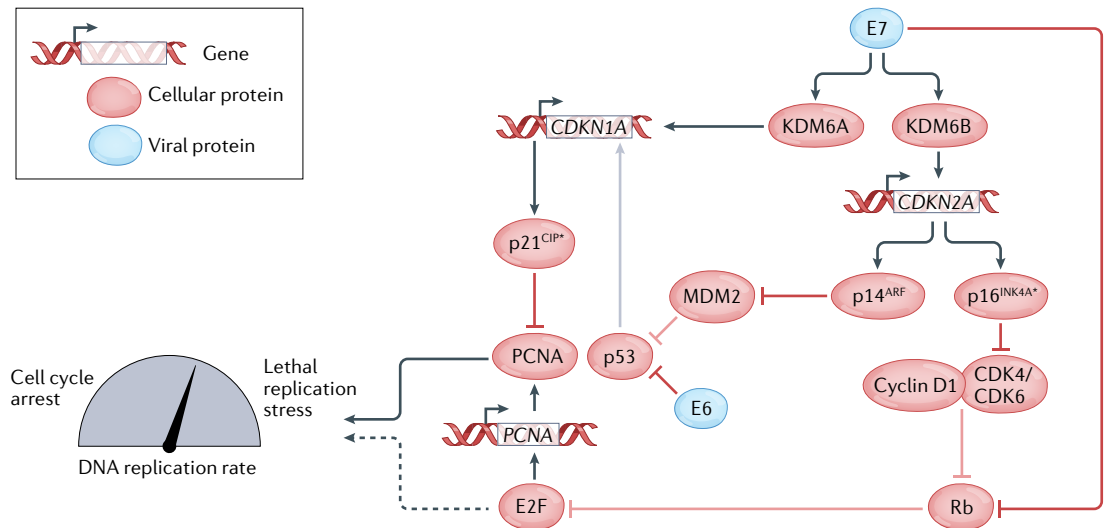 Gene
Cellular protein
Viral protein
E7
KDM6A
KDM6B
CDKN1A
CDKN2A
p21CIP*
MDM2
p14ARF
p16INK4A*
PCNA
p53
Cyclin D1
CDK4/
CDK6
E6
Cell cycle
arrest
Lethal
replication
stress
DNA replication rate
PCNA
E2F
Rb